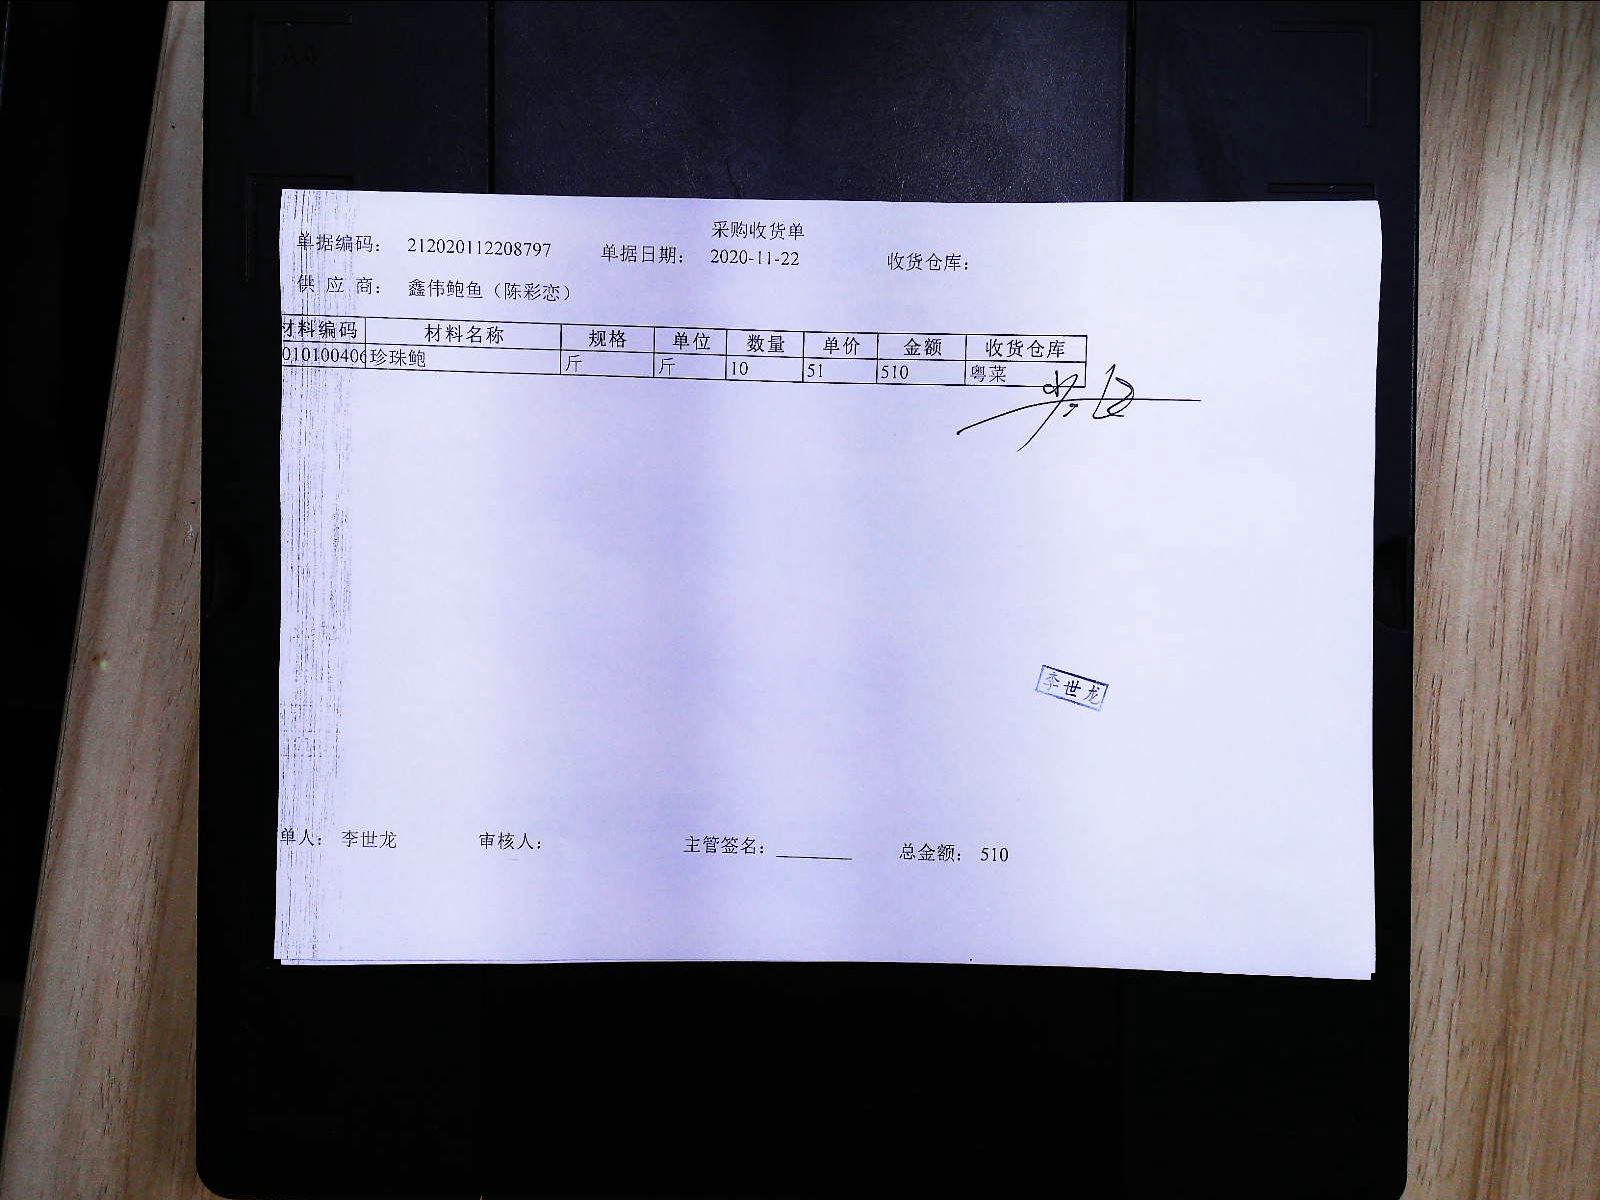 采购收货单
单据编码： 212020112208797 单据日期： 2020-11-22 收货仓库：
供 应 商： 鑫伟鲍鱼（陈彩恋）
材料编码 材料名称 规格 单位 数量 单价 金额 收货仓库
010100406 珍珠鲍 斤 斤 10 51 510 粤菜
李世龙
单人： 李世龙 审核人： 主管签名： 总金额： 510